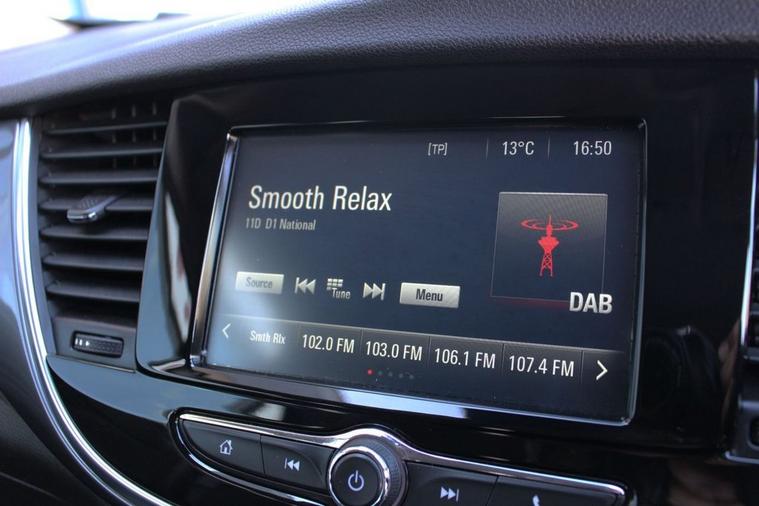 [TP] 13°C 16:50
Smooth Relax
11D D1 National
DAB
Source Tune Menu
Smth Rlx 102.0 FM 103.0 FM 106.1 FM 107.4 FM